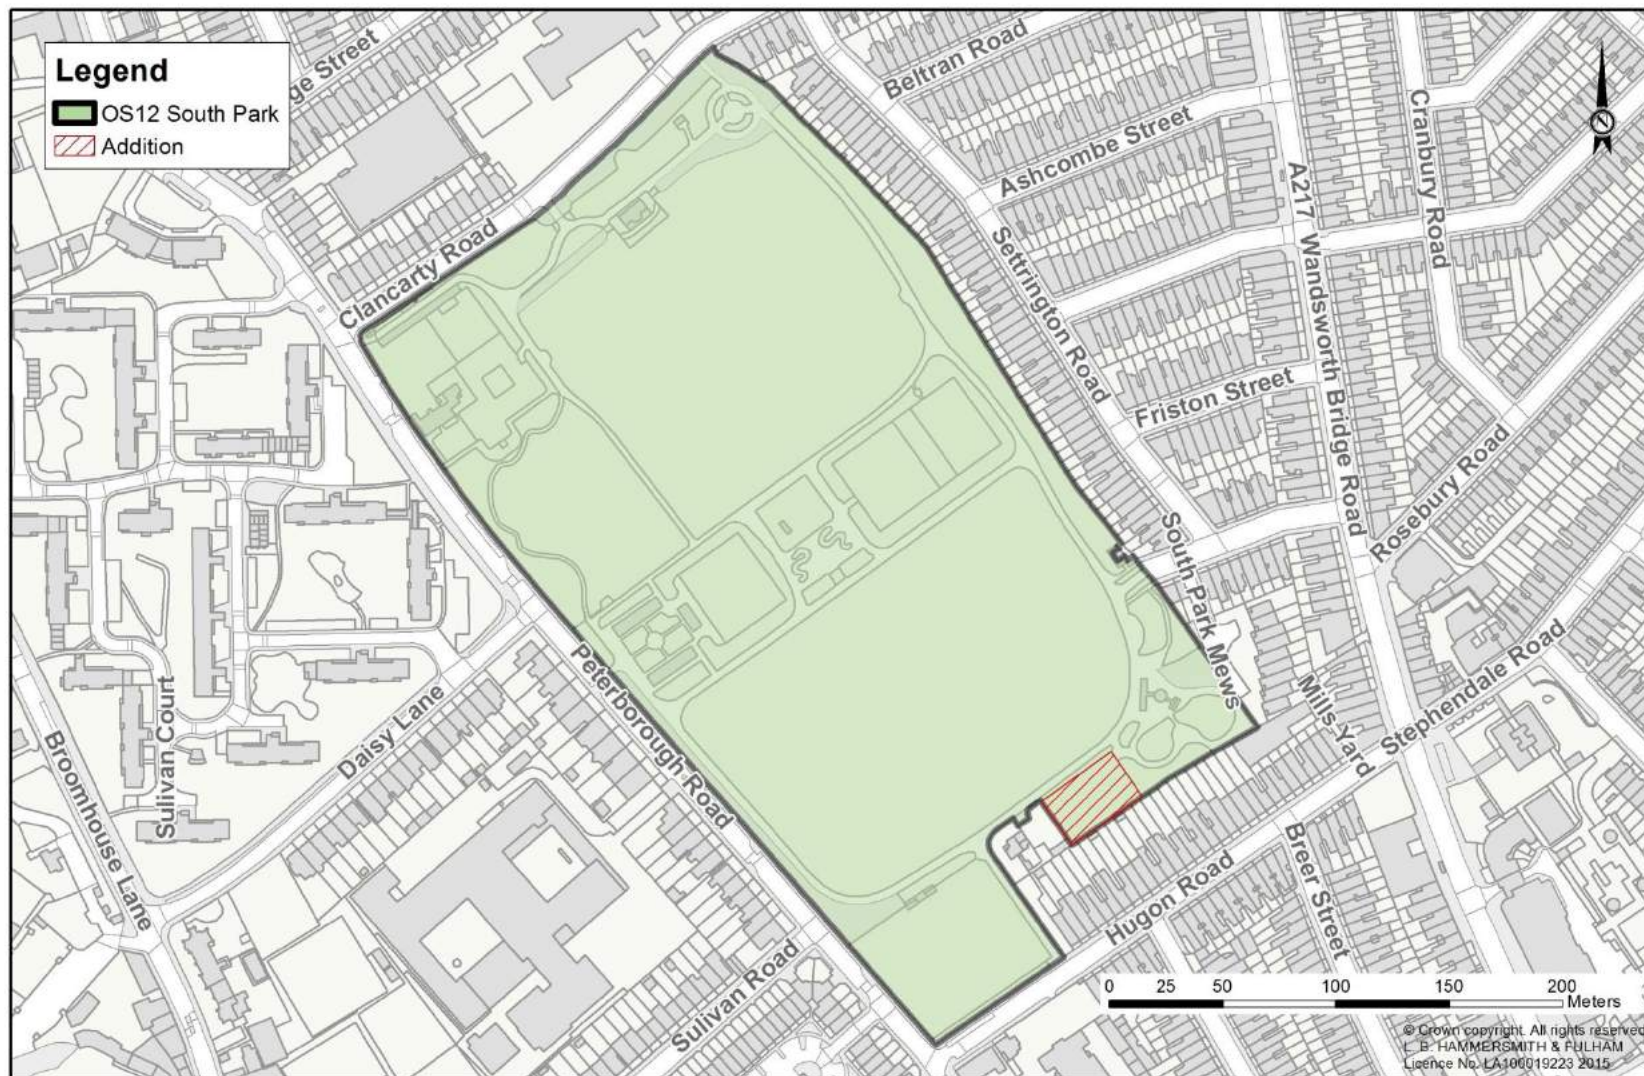 Legend
OS12 South Park
Addition
ge Street
Beltran Road
Ashcombe Street
Cranbury Road
A217 Wandsworth Bridge Road
Clancarty Road
Settrington Road
Friston Street
Rosebury Road
South Park Mews
Mills Yard
Stephendale Road
Peterborough Road
Daisy Lane
Sulivan Court
Broomhouse Lane
Hugon Road
Breer Street
Sulivan Road
0 25 50 100 150 200
Meters
© Crown copyright. All rights reserved
L. B. HAMMERSMITH & FULHAM
Licence No. LA100019223 2015